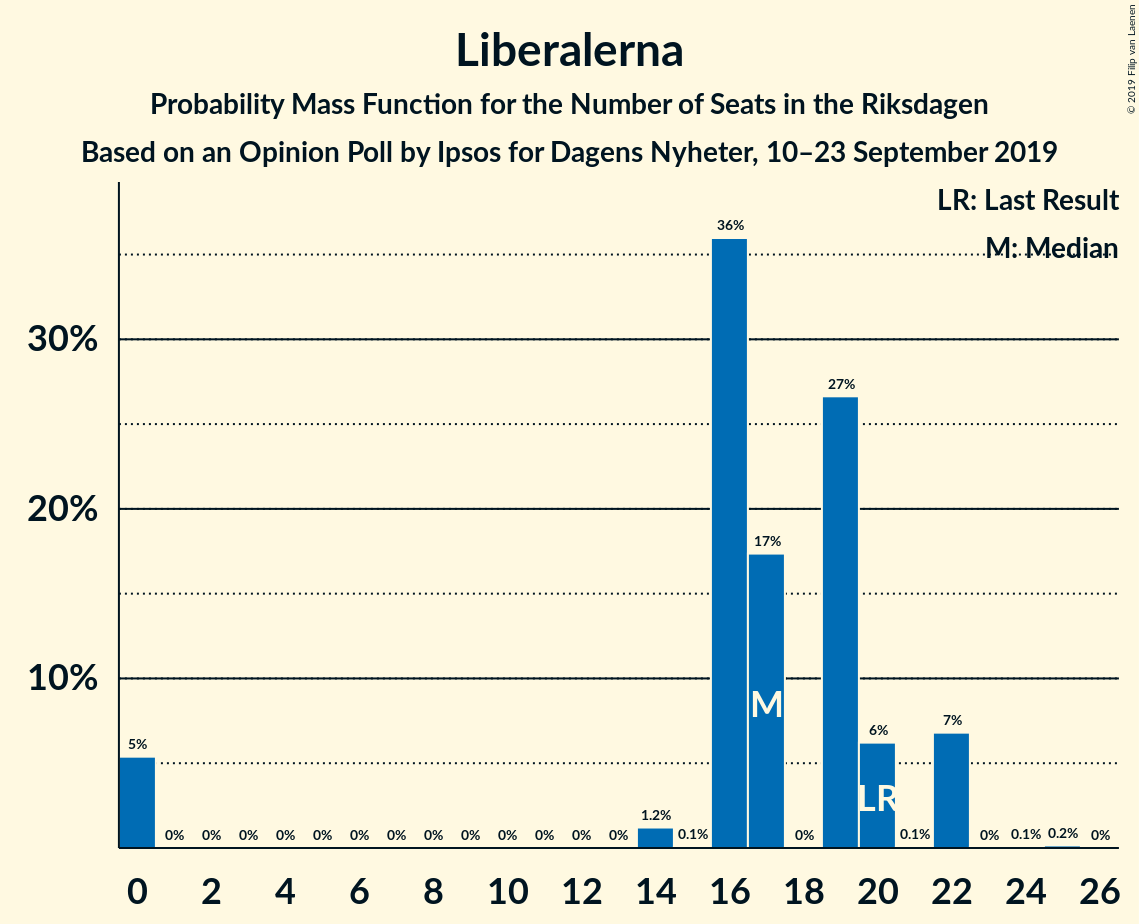 © 2019 Filip van Laenen
Liberalerna
Probability Mass Function for the Number of Seats in the Riksdagen
Based on an Opinion Poll by Ipsos for Dagens Nyheter, 10–23 September 2019
LR: Last Result
M: Median
36%
30%
27%
20%
17%
10%
M
7%
6%
5%
LR
1.2%
0% 0% 0% 0% 0% 0% 0% 0% 0% 0% 0% 0% 0% 0.1% 0% 0.1% 0% 0.1% 0.2% 0%
0 2 4 6 8 10 12 14 16 18 20 22 24 26